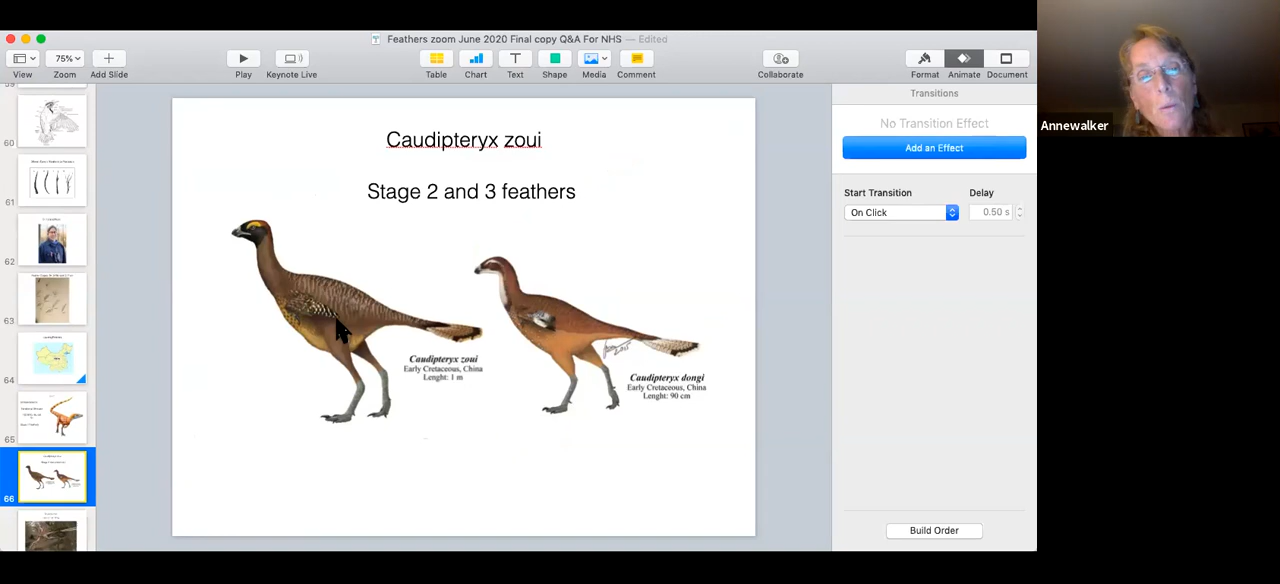 Feathers zoom June 2020 Final copy Q&A For NHS — Edited
View
75%
Zoom
Add Slide
Play
Keynote Live
Table
Chart
Text
Shape
Media
Comment
Collaborate
Format
Animate
Document
60
61
62
63
64
65
66
Caudipteryx zoui
Stage 2 and 3 feathers
Caudipteryx zoui
Early Cretaceous, China
Lenght: 1 m
2015
Caudipteryx dongi
Early Cretaceous, China
Lenght: 90 cm
Transitions
No Transition Effect
Add an Effect
Start Transition
Delay
On Click
0.50 s
Build Order
Annewalker